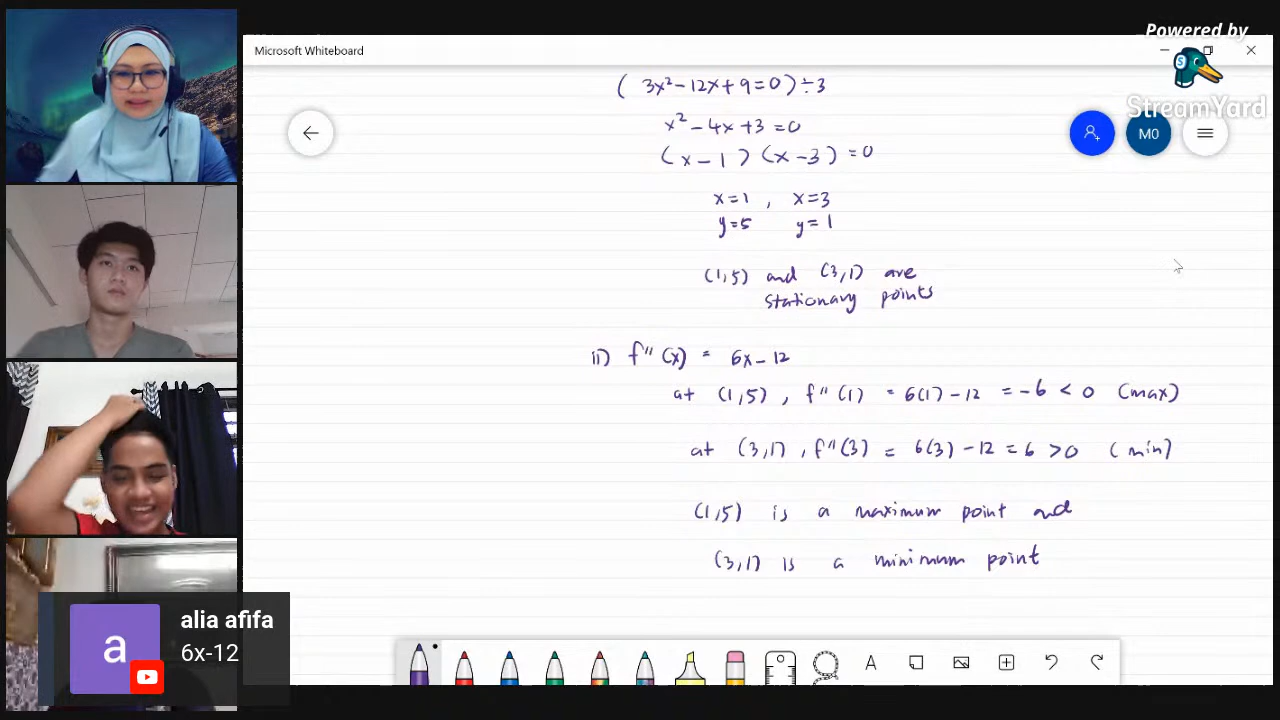 Powered by
StreamYard
Microsoft Whiteboard
M0
( 3x² - 12x + 9 = 0 ) ÷ 3
x² - 4x + 3 = 0
(x - 1) (x - 3) = 0
x = 1 , x = 3
y = 5 y = 1
(1,5) and (3,1) are
stationary points
ii) f''(x) = 6x - 12
at (1,5) , f''(1) = 6(1) - 12 = -6 < 0 (max)
at (3,1) , f''(3) = 6(3) - 12 = 6 > 0 (min)
(1,5) is a maximum point and
(3,1) is a minimum point
a
alia afifa
6x-12
A